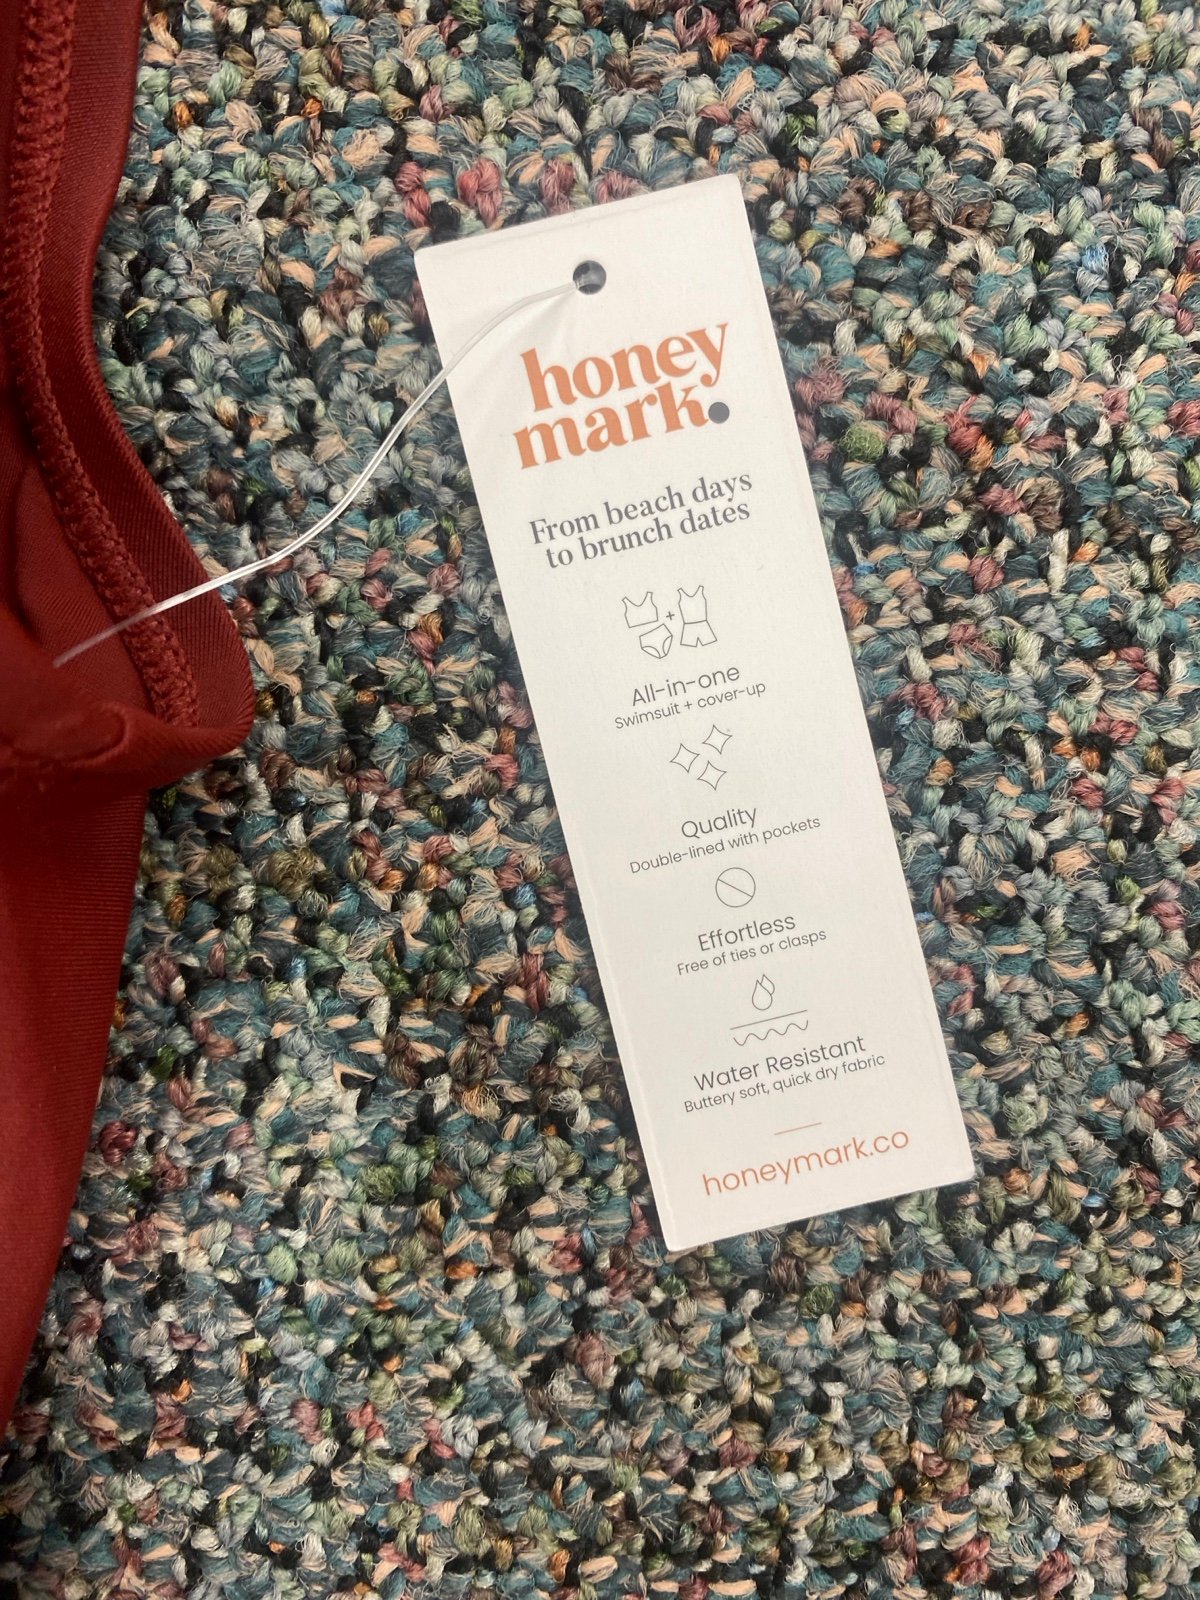 honey
mark.
From beach days
to brunch dates
+
All-in-one
Swimsuit + cover-up
Quality
Double-lined with pockets
Effortless
Free of ties or clasps
Water Resistant
Buttery soft, quick dry fabric
honeymark.co